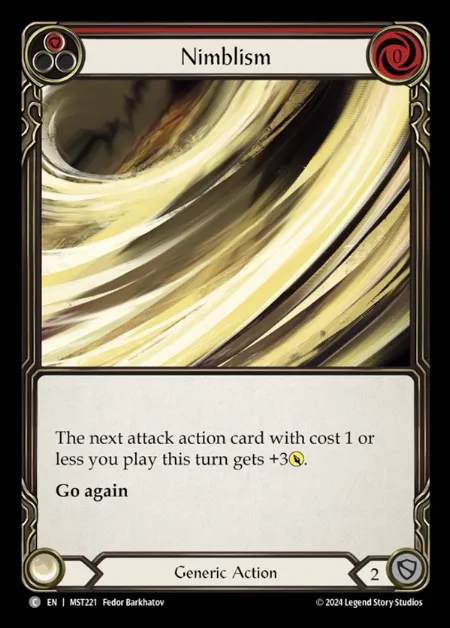 Nimblism
0
The next attack action card with cost 1 or
less you play this turn gets +3.
Go again
Generic Action
2
C EN | MST221 Fedor Barkhatov
© 2024 Legend Story Studios